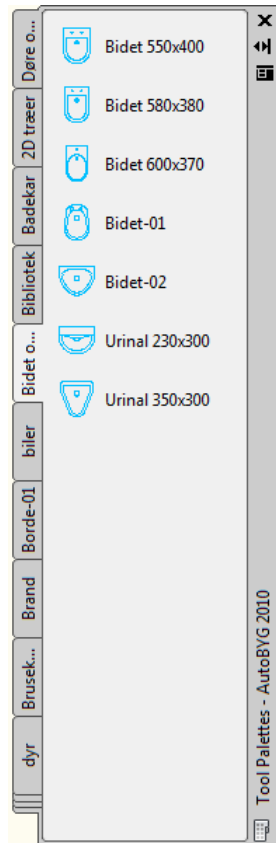 Døre o...
2D træer
Badekar
Bibliotek
Bidet o...
biler
Borde-01
Brand
Brusek...
dyr
Bidet 550x400
Bidet 580x380
Bidet 600x370
Bidet-01
Bidet-02
Urinal 230x300
Urinal 350x300
Tool Palettes - AutoBYG 2010